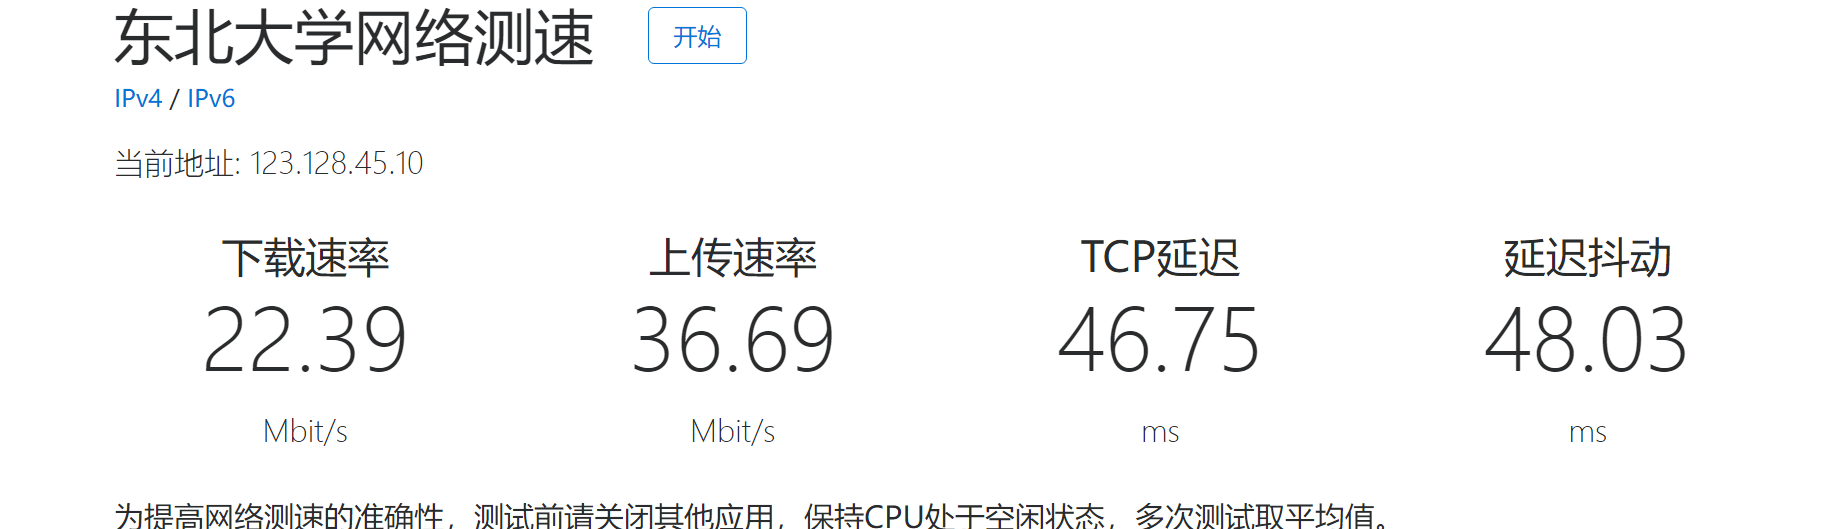 东北大学网络测速 开始
IPv4 / IPv6
当前地址: 123.128.45.10
下载速率 上传速率 TCP延迟 延迟抖动
22.39 36.69 46.75 48.03
Mbit/s Mbit/s ms ms
为提高网络测速的准确性，测试前请关闭其他应用，保持CPU处于空闲状态，多次测试取平均值。